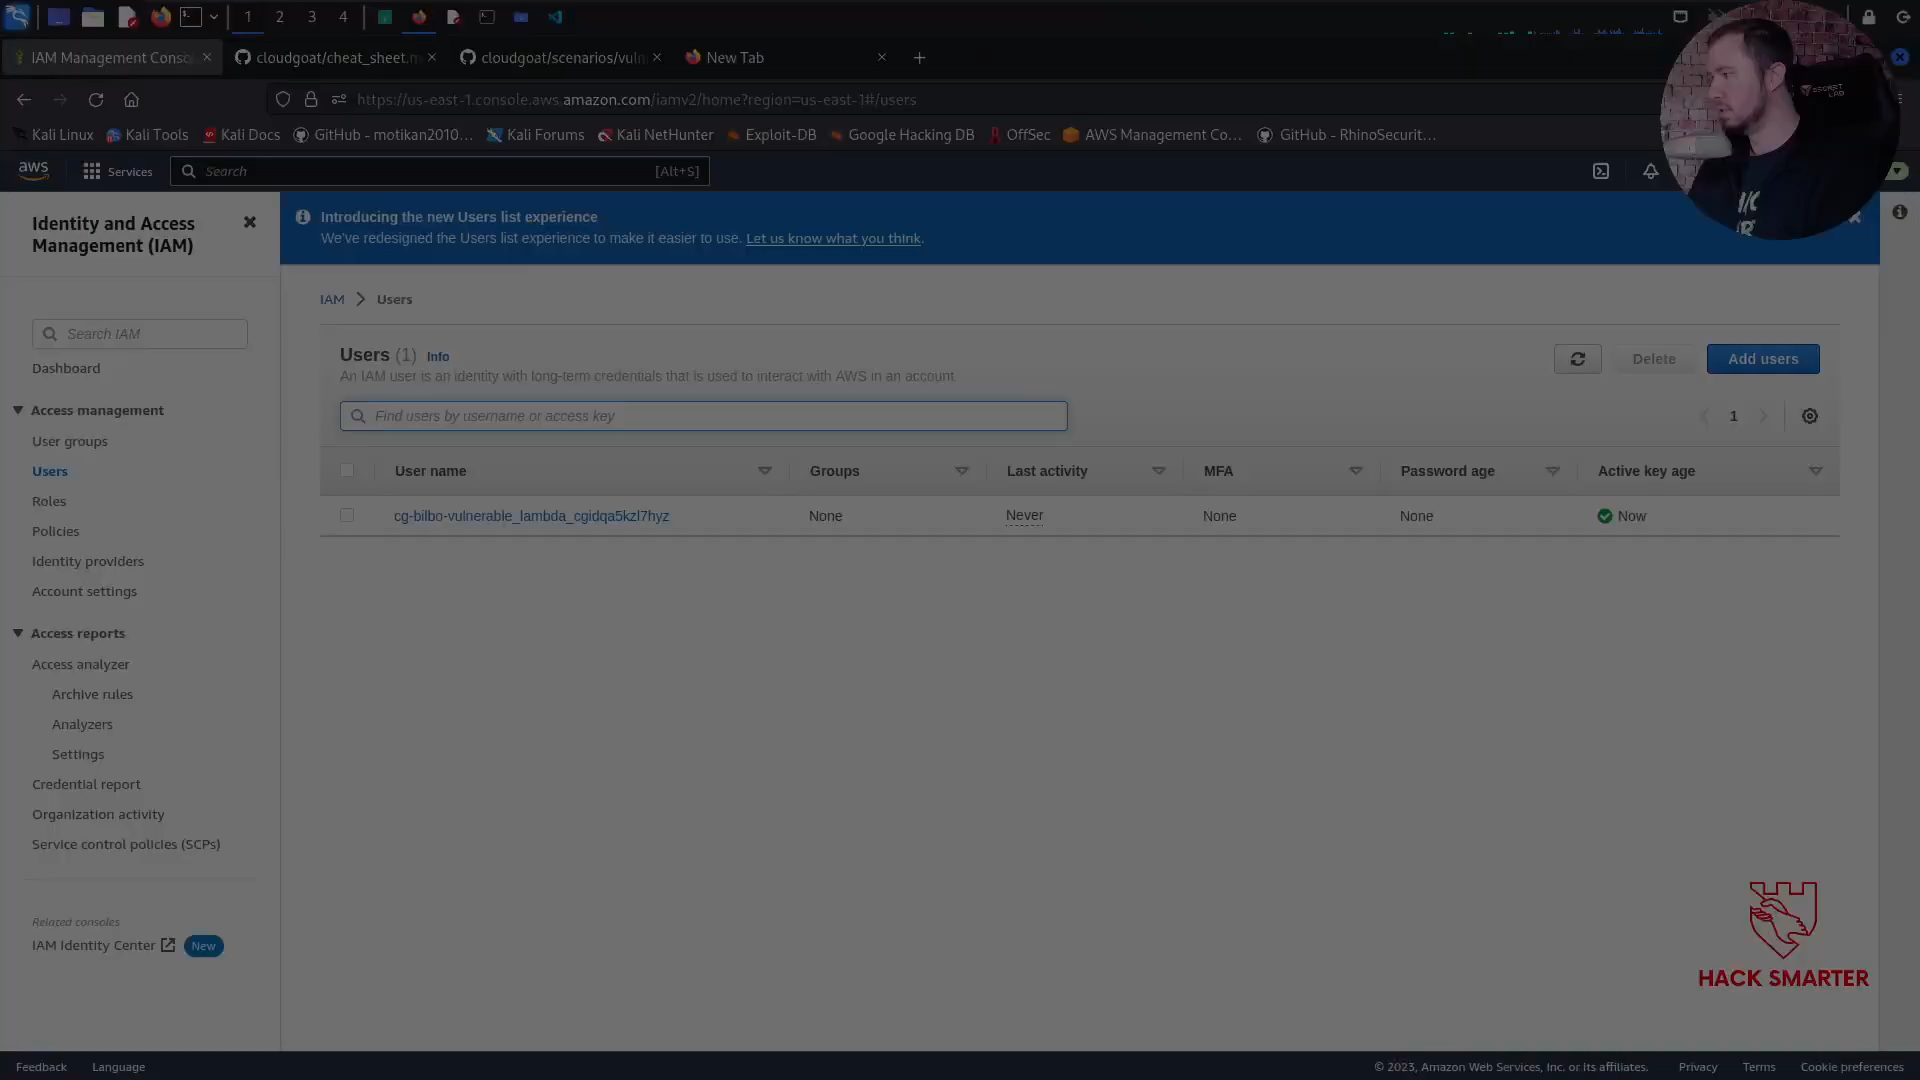 1 2 3 4
IAM Management Conso
cloudgoat/cheat_sheet.m
cloudgoat/scenarios/vuln
New Tab
https://us-east-1.console.aws.amazon.com/iamv2/home?region=us-east-1#/users
Kali Linux Kali Tools Kali Docs GitHub - motikan2010… Kali Forums Kali NetHunter Exploit-DB Google Hacking DB OffSec AWS Management Co… GitHub - RhinoSecurit…
SECRET LAB
aws Services Search [Alt+S]
Identity and Access
Management (IAM)
Introducing the new Users list experience
We've redesigned the Users list experience to make it easier to use. Let us know what you think.
IAM Users
Search IAM
Dashboard
Access management
User groups
Users
Roles
Policies
Identity providers
Account settings
Access reports
Access analyzer
Archive rules
Analyzers
Settings
Credential report
Organization activity
Service control policies (SCPs)
Related consoles
IAM Identity Center New
Users (1) Info
An IAM user is an identity with long-term credentials that is used to interact with AWS in an account.
Delete
Add users
Find users by username or access key
1
User name Groups Last activity MFA Password age Active key age
cg-bilbo-vulnerable_lambda_cgidqa5kzl7hyz None Never None None Now
HACK SMARTER
Feedback Language © 2023, Amazon Web Services, Inc. or its affiliates. Privacy Terms Cookie preferences